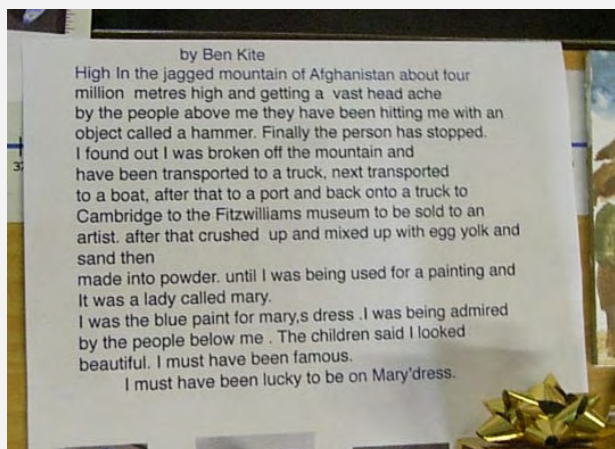 by Ben Kite
High In the jagged mountain of Afghanistan about four
million metres high and getting a vast head ache
by the people above me they have been hitting me with an
object called a hammer. Finally the person has stopped.
I found out I was broken off the mountain and
have been transported to a truck, next transported
to a boat, after that to a port and back onto a truck to
Cambridge to the Fitzwilliams museum to be sold to an
artist. after that crushed up and mixed up with egg yolk and
sand then
made into powder. until I was being used for a painting and
It was a lady called mary.
I was the blue paint for mary,s dress .I was being admired
by the people below me . The children said I looked
beautiful. I must have been famous.
I must have been lucky to be on Mary'dress.